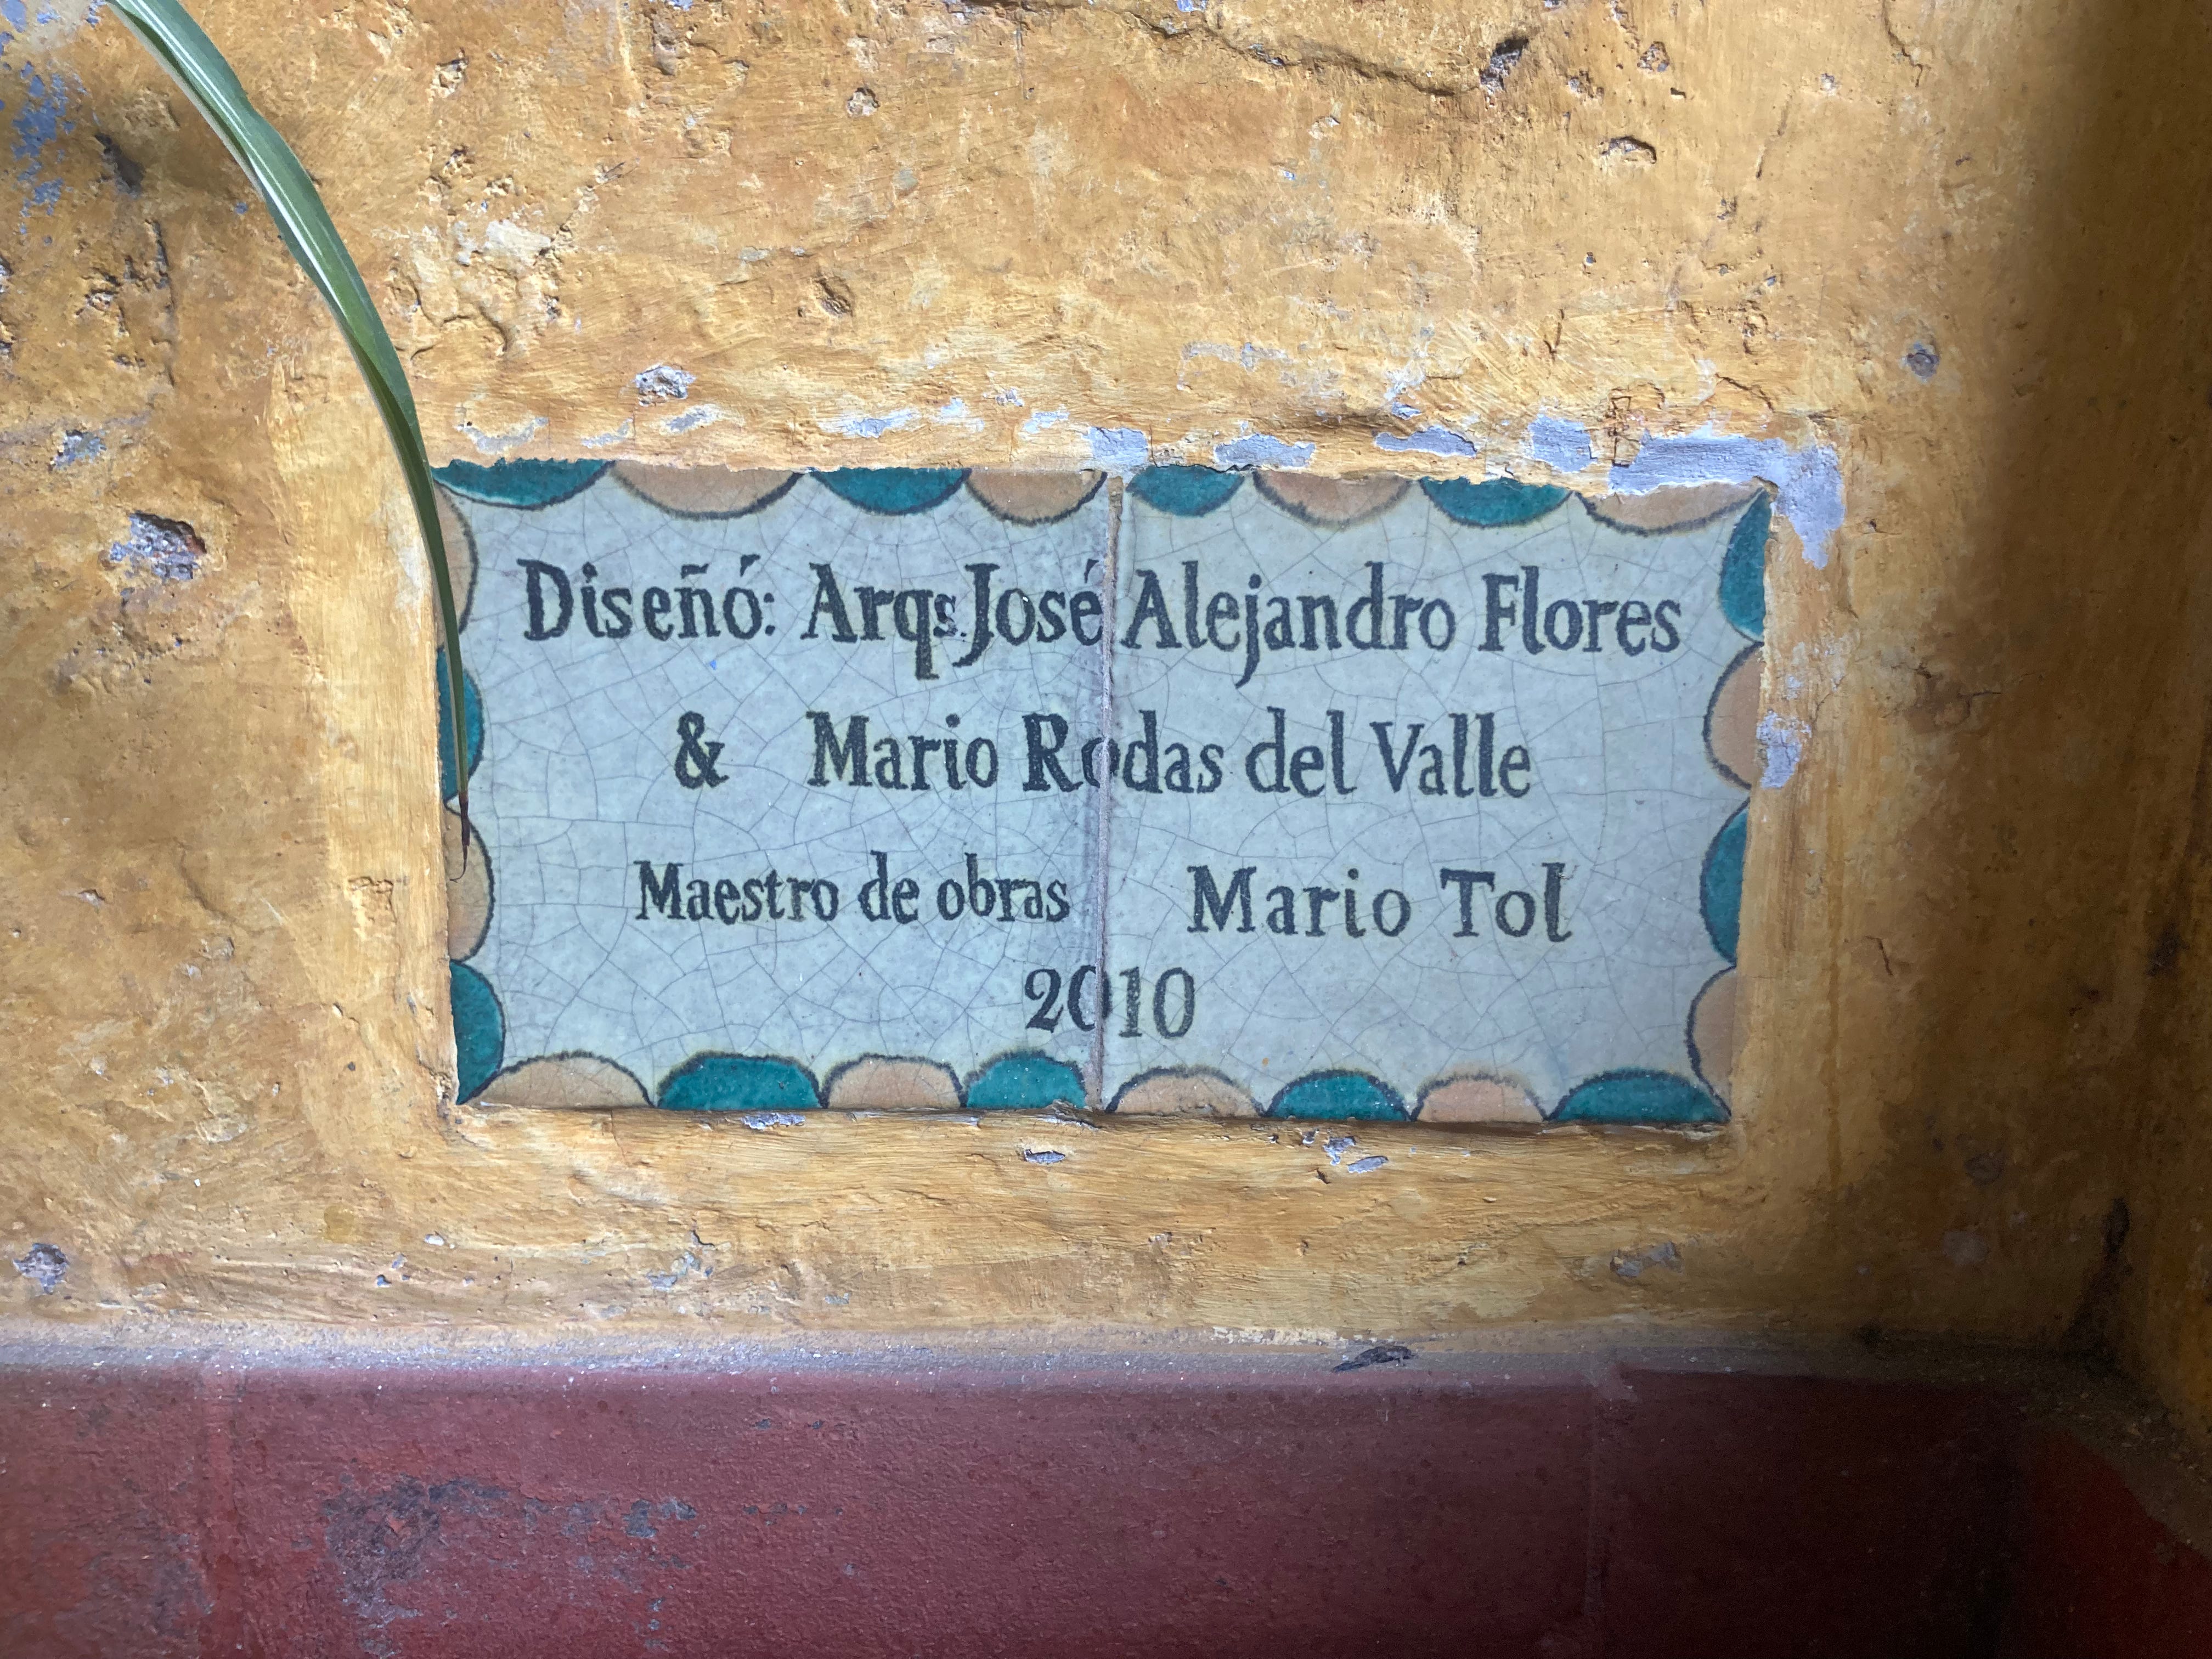 Diseñó: Arqs. José Alejandro Flores
& Mario Rodas del Valle
Maestro de obras Mario Tol
2010